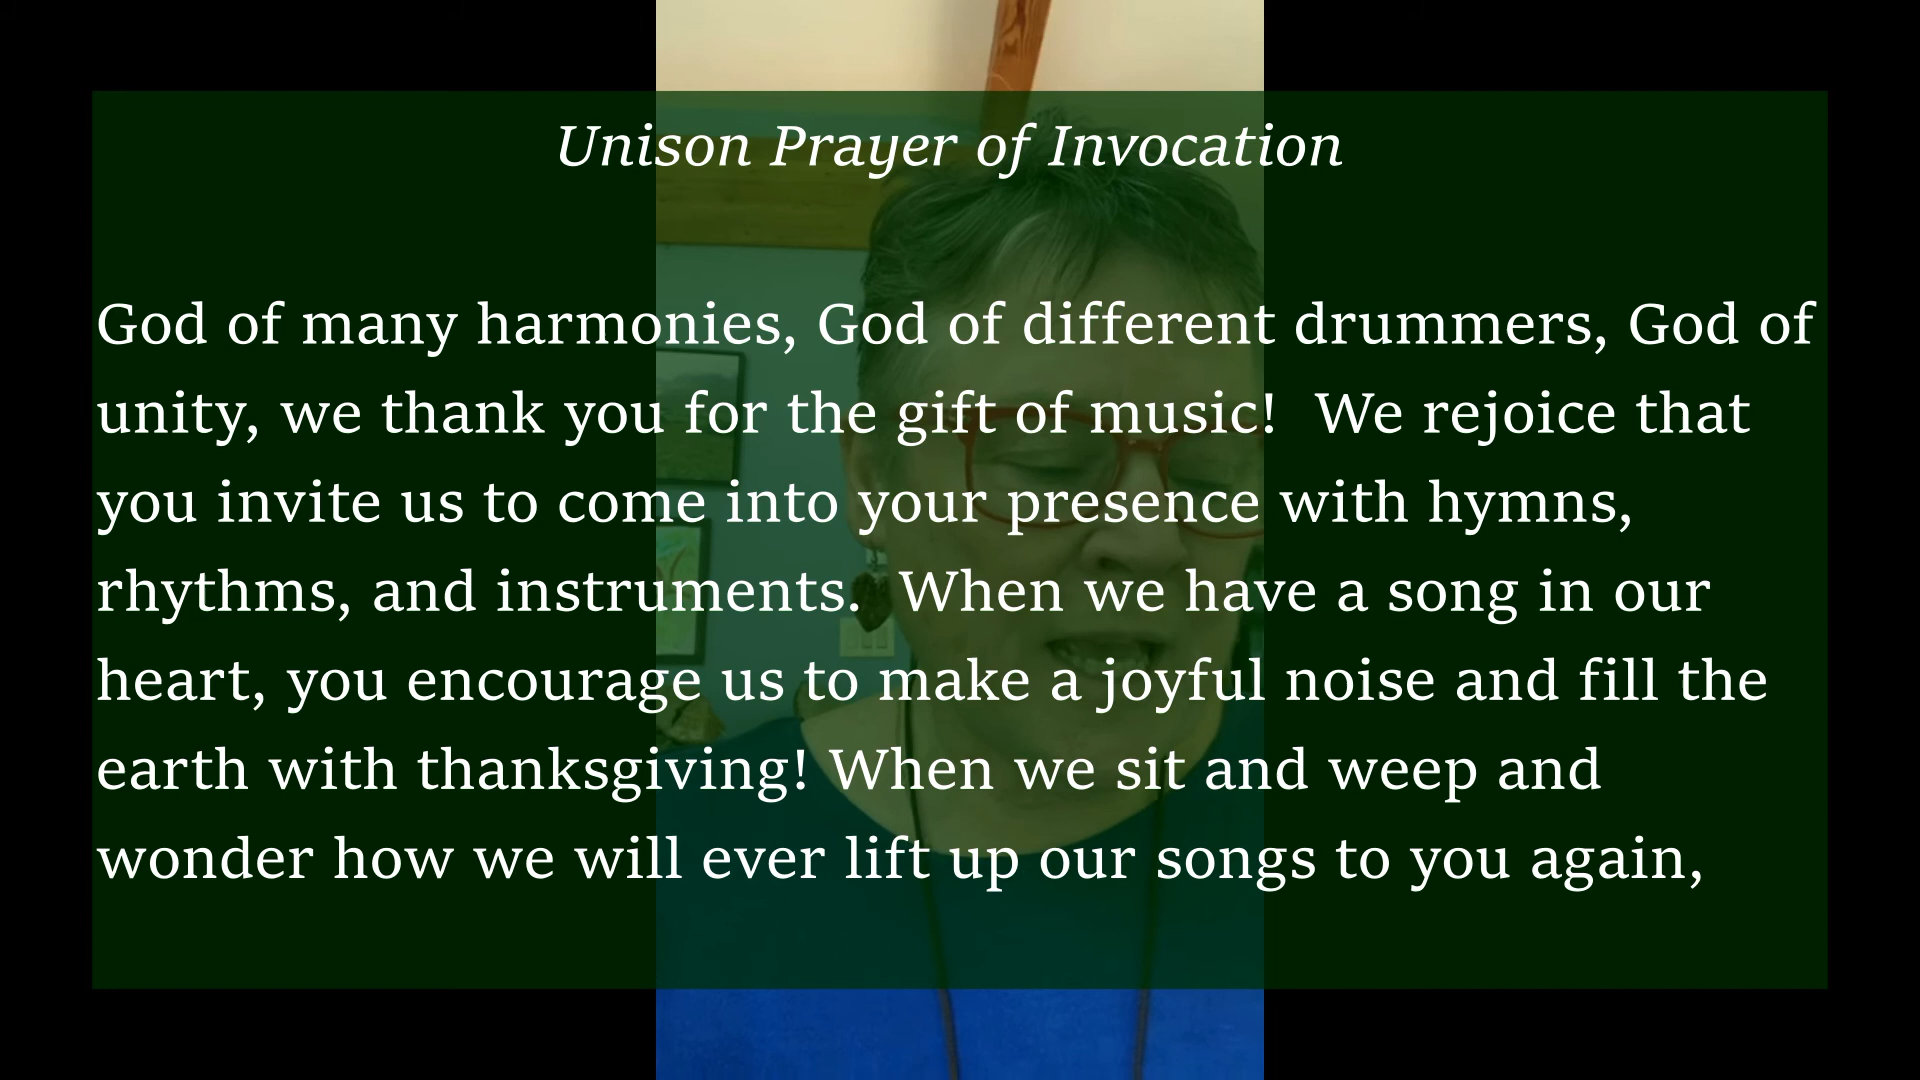 Unison Prayer of Invocation
God of many harmonies, God of different drummers, God of
unity, we thank you for the gift of music!  We rejoice that
you invite us to come into your presence with hymns,
rhythms, and instruments.  When we have a song in our
heart, you encourage us to make a joyful noise and fill the
earth with thanksgiving! When we sit and weep and
wonder how we will ever lift up our songs to you again,